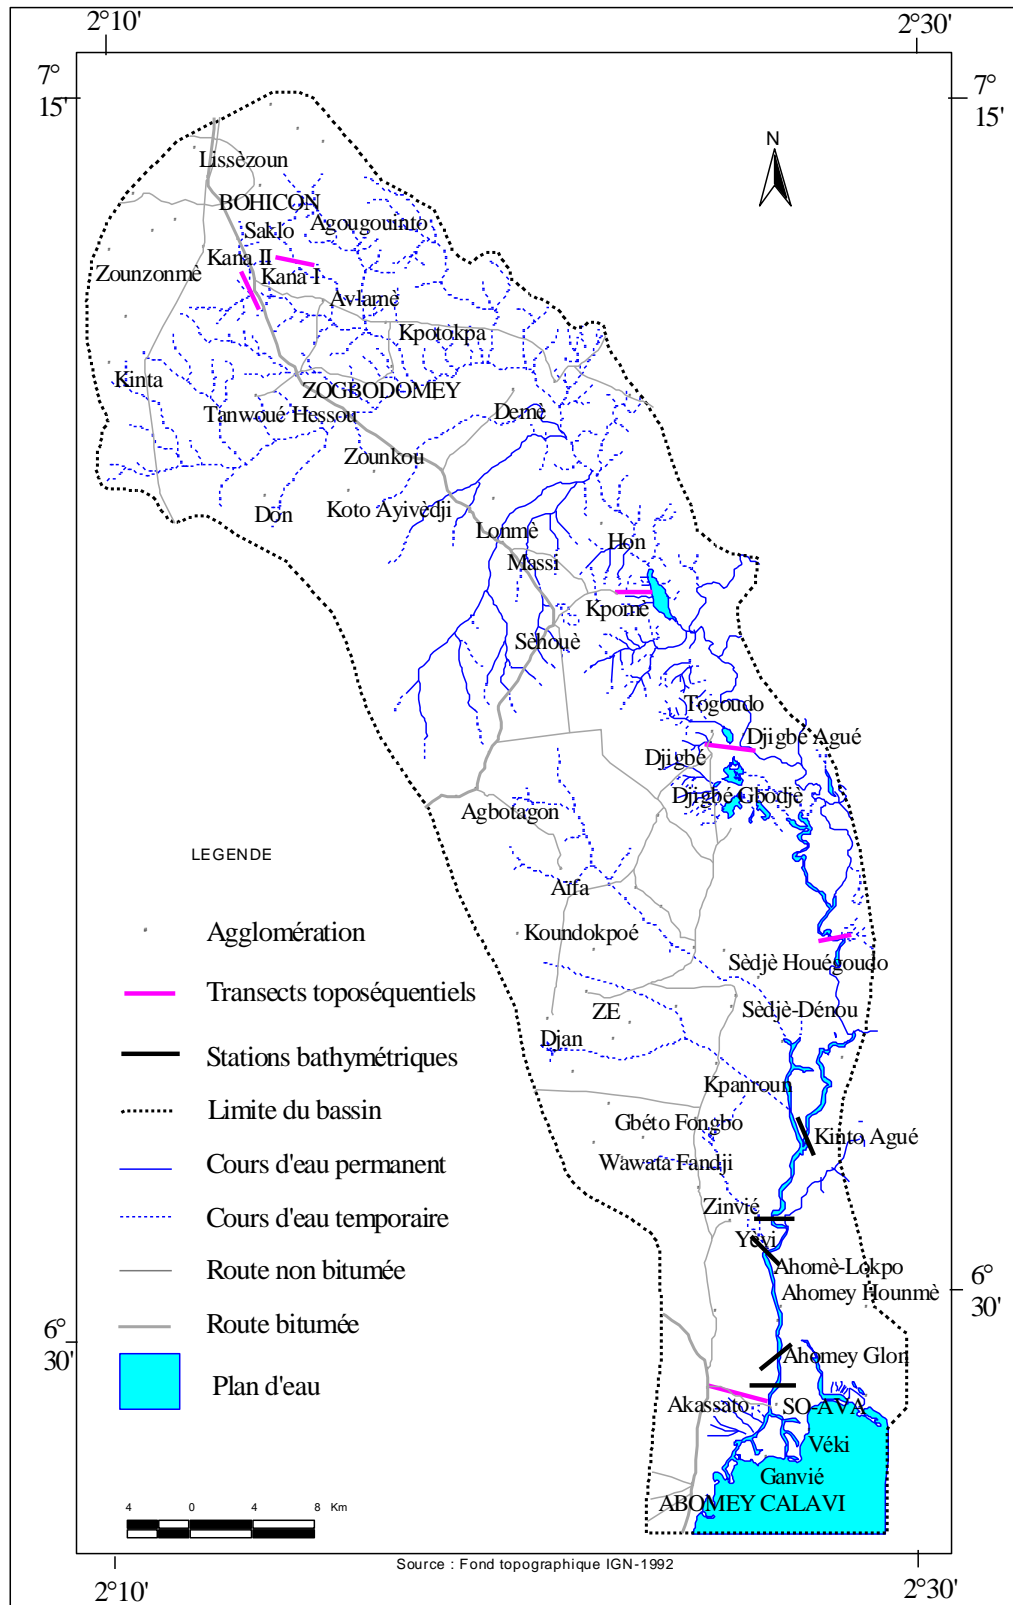 2°10'
2°30'
7°
15'
7°
15'
N
Lissèzoun
BOHICON
Saklo
Agougouinto
Kana II
Zounzonmè
Kana I
Avlamè
Kpotokpa
Kinta
ZOGBODOMEY
Tanwoué Hessou
Demè
Zounkou
Koto Ayivèdji
Don
Lonmè
Hon
Massi
Kpomè
Sèhouè
Togoudo
Djigbé Agué
Djigbé
Djigbé Gbodjè
Agbotagon
LEGENDE
Affa
Agglomération
Koundokpoé
Sèdjè Houégoudo
Transects toposéquentiels
ZE
Sèdjè-Dénou
Djan
Stations bathymétriques
Kpanroun
Limite du bassin
Gbéto Fongbo
Kinto Agué
Cours d'eau permanent
Wawata Fandji
Zinvié
Cours d'eau temporaire
Yèvi
Ahomè-Lokpo
Route non bitumée
6°
30'
Ahomey Hounmè
Route bitumée
6°
30'
Ahomey Glon
Plan d'eau
Akassato
SO-AVA
Véki
Ganvié
ABOMEY CALAVI
4 0 4 8 Km
Source : Fond topographique IGN-1992
2°10'
2°30'